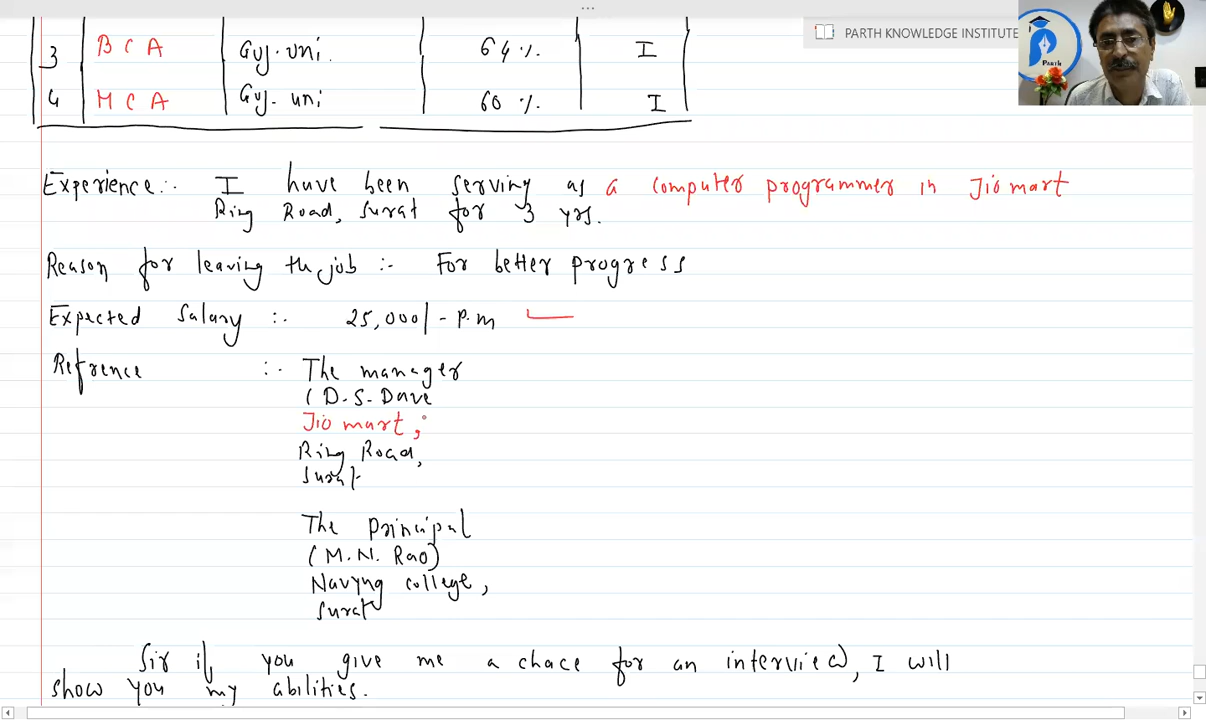 PARTH KNOWLEDGE INSTITUTE
Parth
3 BCA Guj. uni. 64 % I
4 MCA Guj. uni 60 % I
Experience :- I have been serving as a computer programmer in Jio mart
Ring Road, Surat for 3 yrs.
Reason for leaving the job :- For better progress
Expected Salary :- 25,000/- P.m
Refrence :- The manager
(D.S. Dave
Jio mart,
Ring Road,
Surat
The Principal
(M.N. Rao)
Navyug college,
Surat
Sir if you give me a chace for an interview, I will
show you my abilities.